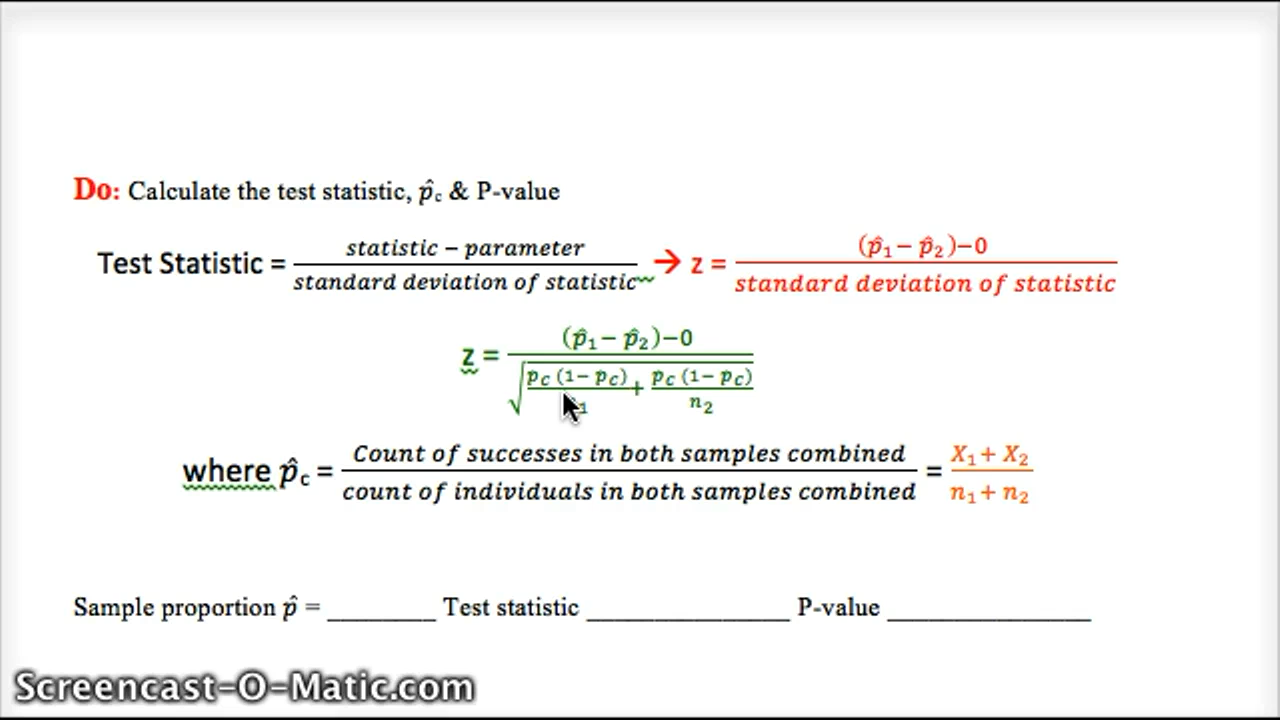 Do: Calculate the test statistic, p̂c & P-value
Test Statistic = statistic − parameter / standard deviation of statistic → z = (p̂₁ − p̂₂)−0 / standard deviation of statistic
z = (p̂₁ − p̂₂)−0 / √( pC (1− pC) / ₁ + pC (1− pC) / n₂ )
where p̂c = Count of successes in both samples combined / count of individuals in both samples combined = X₁ + X₂ / n₁ + n₂
Sample proportion p̂ = ________ Test statistic _______________ P-value _______________
Screencast-O-Matic.com